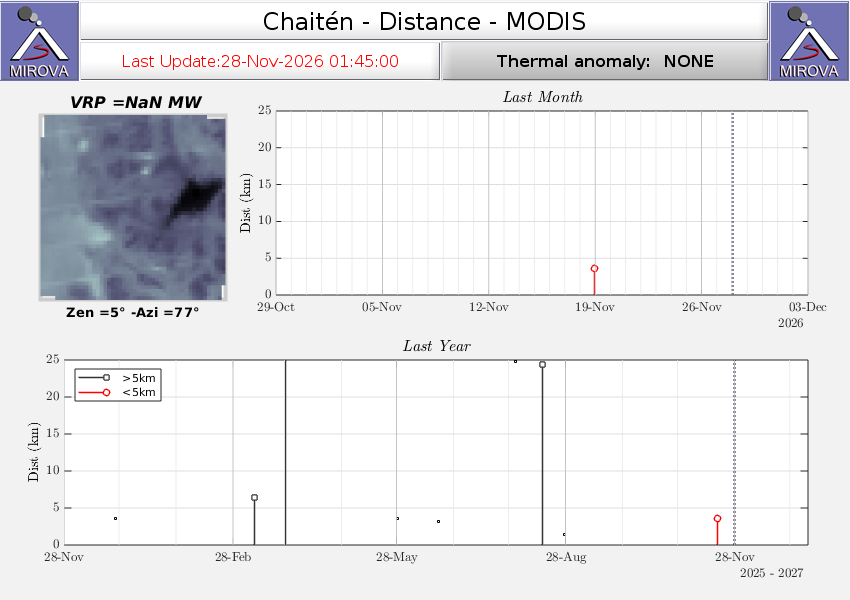 Chaitén - Distance - MODIS
MIROVA
Last Update:28-Nov-2026 01:45:00
Thermal anomaly: NONE
MIROVA
VRP =NaN MW
Zen =5° -Azi =77°
Last Month
Dist (km)
25
20
15
10
5
0
29-Oct 05-Nov 12-Nov 19-Nov 26-Nov 03-Dec
2026
Last Year
Dist (km)
25
20
15
10
5
0
>5km
<5km
28-Nov 28-Feb 28-May 28-Aug 28-Nov
2025 - 2027